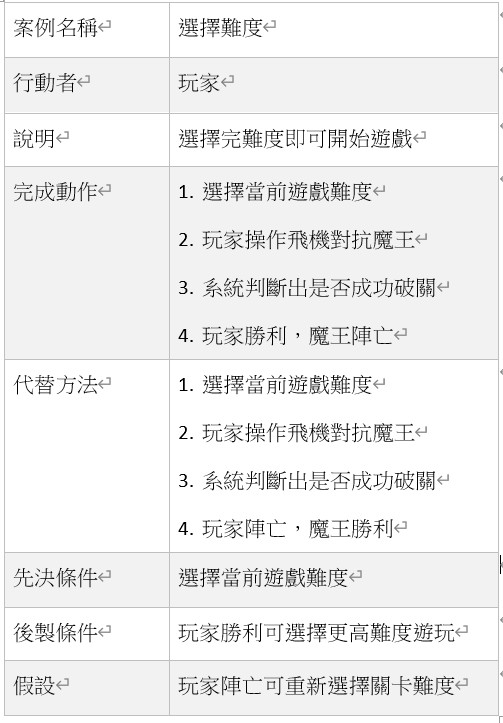 案例名稱 選擇難度
行動者 玩家
說明 選擇完難度即可開始遊戲
完成動作 1. 選擇當前遊戲難度
2. 玩家操作飛機對抗魔王
3. 系統判斷出是否成功破關
4. 玩家勝利，魔王陣亡
代替方法 1. 選擇當前遊戲難度
2. 玩家操作飛機對抗魔王
3. 系統判斷出是否成功破關
4. 玩家陣亡，魔王勝利
先決條件 選擇當前遊戲難度
後製條件 玩家勝利可選擇更高難度遊玩
假設 玩家陣亡可重新選擇關卡難度